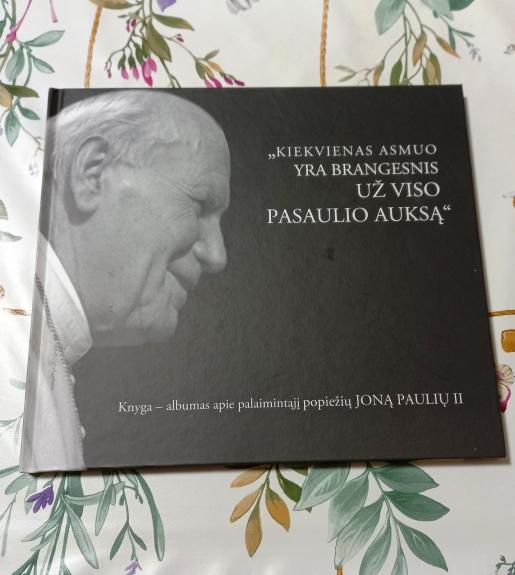 „KIEKVIENAS ASMUO
YRA BRANGESNIS
UŽ VISO
PASAULIO AUKSĄ“
Knyga – albumas apie palaimintąjį popiežių JONĄ PAULIŲ II